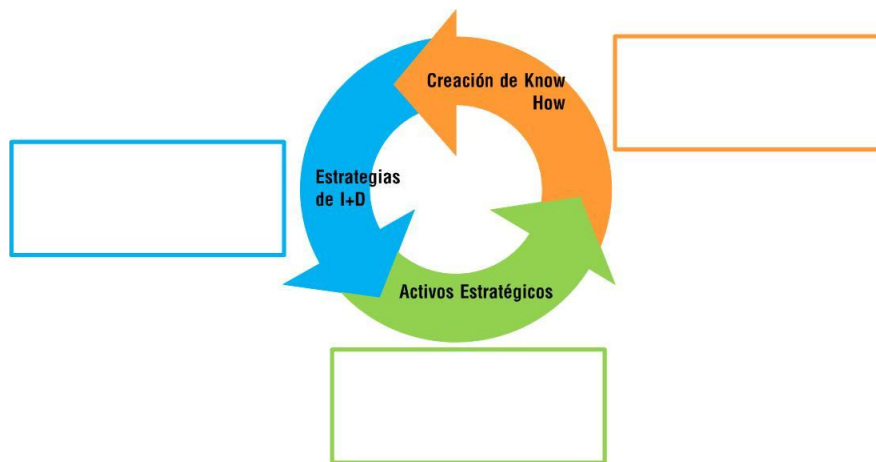 Creación de Know
How
Estrategias
de I+D
Activos Estratégicos